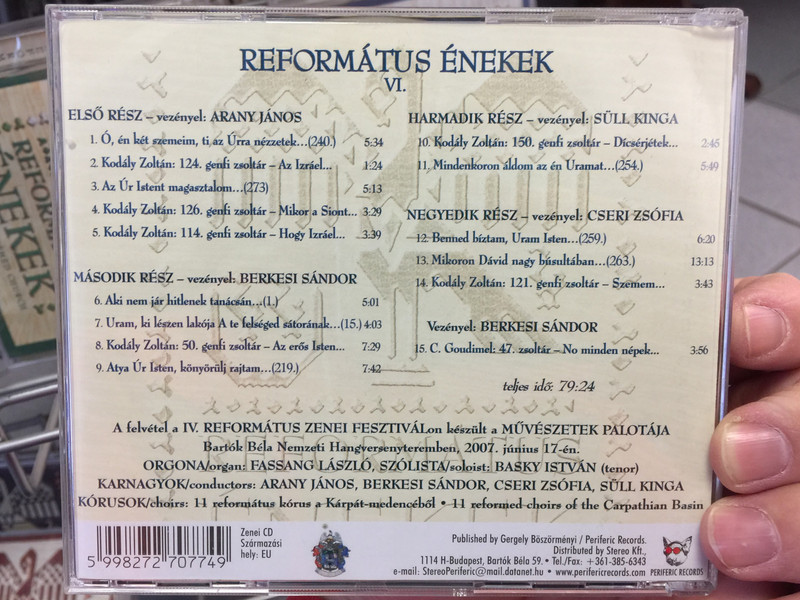 REFORMÁTUS ÉNEKEK
VI.
ELSŐ RÉSZ – vezényel: ARANY JÁNOS
1. Ó, én két szemeim, ti az Úrra nézzetek...(240.) 5:34
2. Kodály Zoltán: 124. genfi zsoltár – Az Izráel... 1:24
3. Az Úr Istent magasztalom...(273) 5:13
4. Kodály Zoltán: 126. genfi zsoltár – Mikor a Siont... 3:29
5. Kodály Zoltán: 114. genfi zsoltár – Hogy Izráel... 3:39
MÁSODIK RÉSZ – vezényel: BERKESI SÁNDOR
6. Aki nem jár hitlenek tanácsán...(1.) 5:01
7. Uram, ki lészen lakója A te felséged sátorának...(15.) 4:03
8. Kodály Zoltán: 50. genfi zsoltár – Az erős Isten... 7:29
9. Atya Úr Isten, könyörülj rajtam...(219.) 7:42
HARMADIK RÉSZ – vezényel: SÜLL KINGA
10. Kodály Zoltán: 150. genfi zsoltár – Dícsérjétek... 2:46
11. Mindenkoron áldom az én Uramat...(254.) 5:49
NEGYEDIK RÉSZ – vezényel: CSERI ZSÓFIA
12. Benned bíztam, Uram Isten...(259.) 6:20
13. Mikoron Dávid nagy búsultában...(263.) 13:13
14. Kodály Zoltán: 121. genfi zsoltár – Szemem... 3:43
Vezényel: BERKESI SÁNDOR
15. C. Goudimel: 47. zsoltár – No minden népek... 3:56
teljes idő: 79:24
A felvétel a IV. REFORMÁTUS ZENEI FESZTIVÁLon készült a MŰVÉSZETEK PALOTÁJA
Bartók Béla Nemzeti Hangversenyteremben, 2007. június 17-én.
ORGONA/organ: FASSANG LÁSZLÓ, SZÓLISTA/soloist: BASKY ISTVÁN (tenor)
KARNAGYOK/conductors: ARANY JÁNOS, BERKESI SÁNDOR, CSERI ZSÓFIA, SÜLL KINGA
KÓRUSOK/choirs: 11 református kórus a Kárpát-medencéből • 11 reformed choirs of the Carpathian Basin
5 998272 707749
Zenei CD
Származási
hely: EU
Published by Gergely Böszörményi / Periferic Records.
Distributed by Stereo Kft.,
1114 H-Budapest, Bartók Béla 59. • Tel./Fax: +361-385-6343
e-mail: StereoPeriferic@mail.datanet.hu • www.perifericrecords.com
PERIFERIC RECORDS